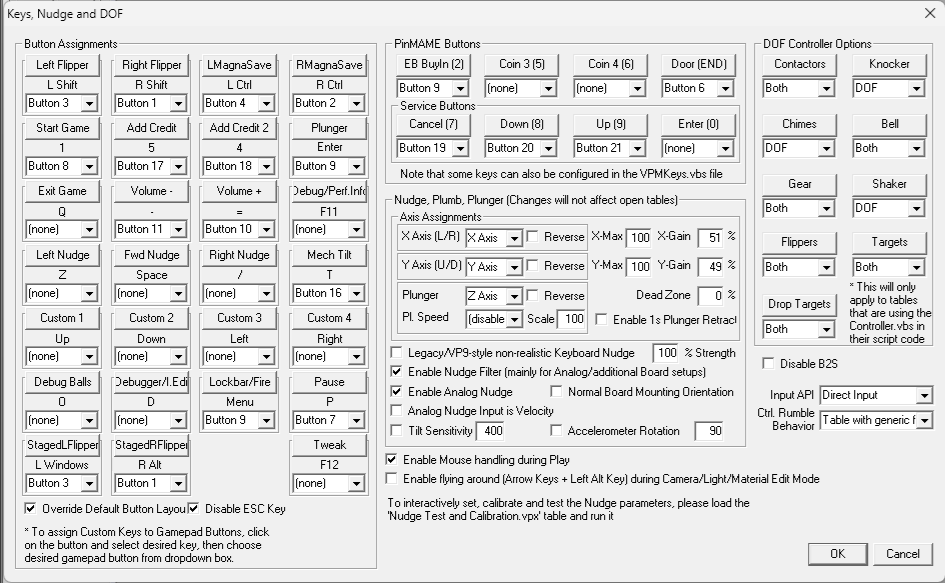 Keys, Nudge and DOF
Button Assignments
Left Flipper Right Flipper LMagnaSave RMagnaSave
L Shift R Shift L Ctrl R Ctrl
Button 3 Button 1 Button 4 Button 2
Start Game Add Credit Add Credit 2 Plunger
1 5 4 Enter
Button 8 Button 17 Button 18 Button 9
Exit Game Volume - Volume + Debug/Perf.Info
Q - = F11
(none) Button 11 Button 10 (none)
Left Nudge Fwd Nudge Right Nudge Mech Tilt
Z Space / T
(none) (none) (none) Button 16
Custom 1 Custom 2 Custom 3 Custom 4
Up Down Left Right
(none) (none) (none) (none)
Debug Balls Debugger/I.Edi Lockbar/Fire Pause
O D Menu P
(none) (none) Button 9 Button 7
StagedLFlipper StagedRFlipper Tweak
L Windows R Alt F12
Button 3 Button 1 (none)
Override Default Button Layou Disable ESC Key
* To assign Custom Keys to Gamepad Buttons, click
on the button and select desired key, then choose
desired gamepad button from dropdown box.
PinMAME Buttons
EB BuyIn (2) Coin 3 (5) Coin 4 (6) Door (END)
Button 9 (none) (none) Button 6
Service Buttons
Cancel (7) Down (8) Up (9) Enter (0)
Button 19 Button 20 Button 21 (none)
Note that some keys can also be configured in the VPMKeys.vbs file
Nudge, Plumb, Plunger (Changes will not affect open tables)
Axis Assignments
X Axis (L/R) X Axis Reverse X-Max 100 X-Gain 51 %
Y Axis (U/D) Y Axis Reverse Y-Max 100 Y-Gain 49 %
Plunger Z Axis Reverse Dead Zone 0 %
Pl. Speed (disable Scale 100 Enable 1s Plunger Retract
Legacy/VP9-style non-realistic Keyboard Nudge 100 % Strength
Enable Nudge Filter (mainly for Analog/additional Board setups)
Enable Analog Nudge Normal Board Mounting Orientation
Analog Nudge Input is Velocity
Tilt Sensitivity 400 Accelerometer Rotation 90
Enable Mouse handling during Play
Enable flying around (Arrow Keys + Left Alt Key) during Camera/Light/Material Edit Mode
To interactively set, calibrate and test the Nudge parameters, please load the
'Nudge Test and Calibration.vpx' table and run it
DOF Controller Options
Contactors Knocker
Both DOF
Chimes Bell
DOF Both
Gear Shaker
Both DOF
Flippers Targets
Both Both
Drop Targets
Both
* This will only
apply to tables
that are using the
Controller.vbs in
their script code
Disable B2S
Input API Direct Input
Ctrl. Rumble
Behavior Table with generic f
OK Cancel